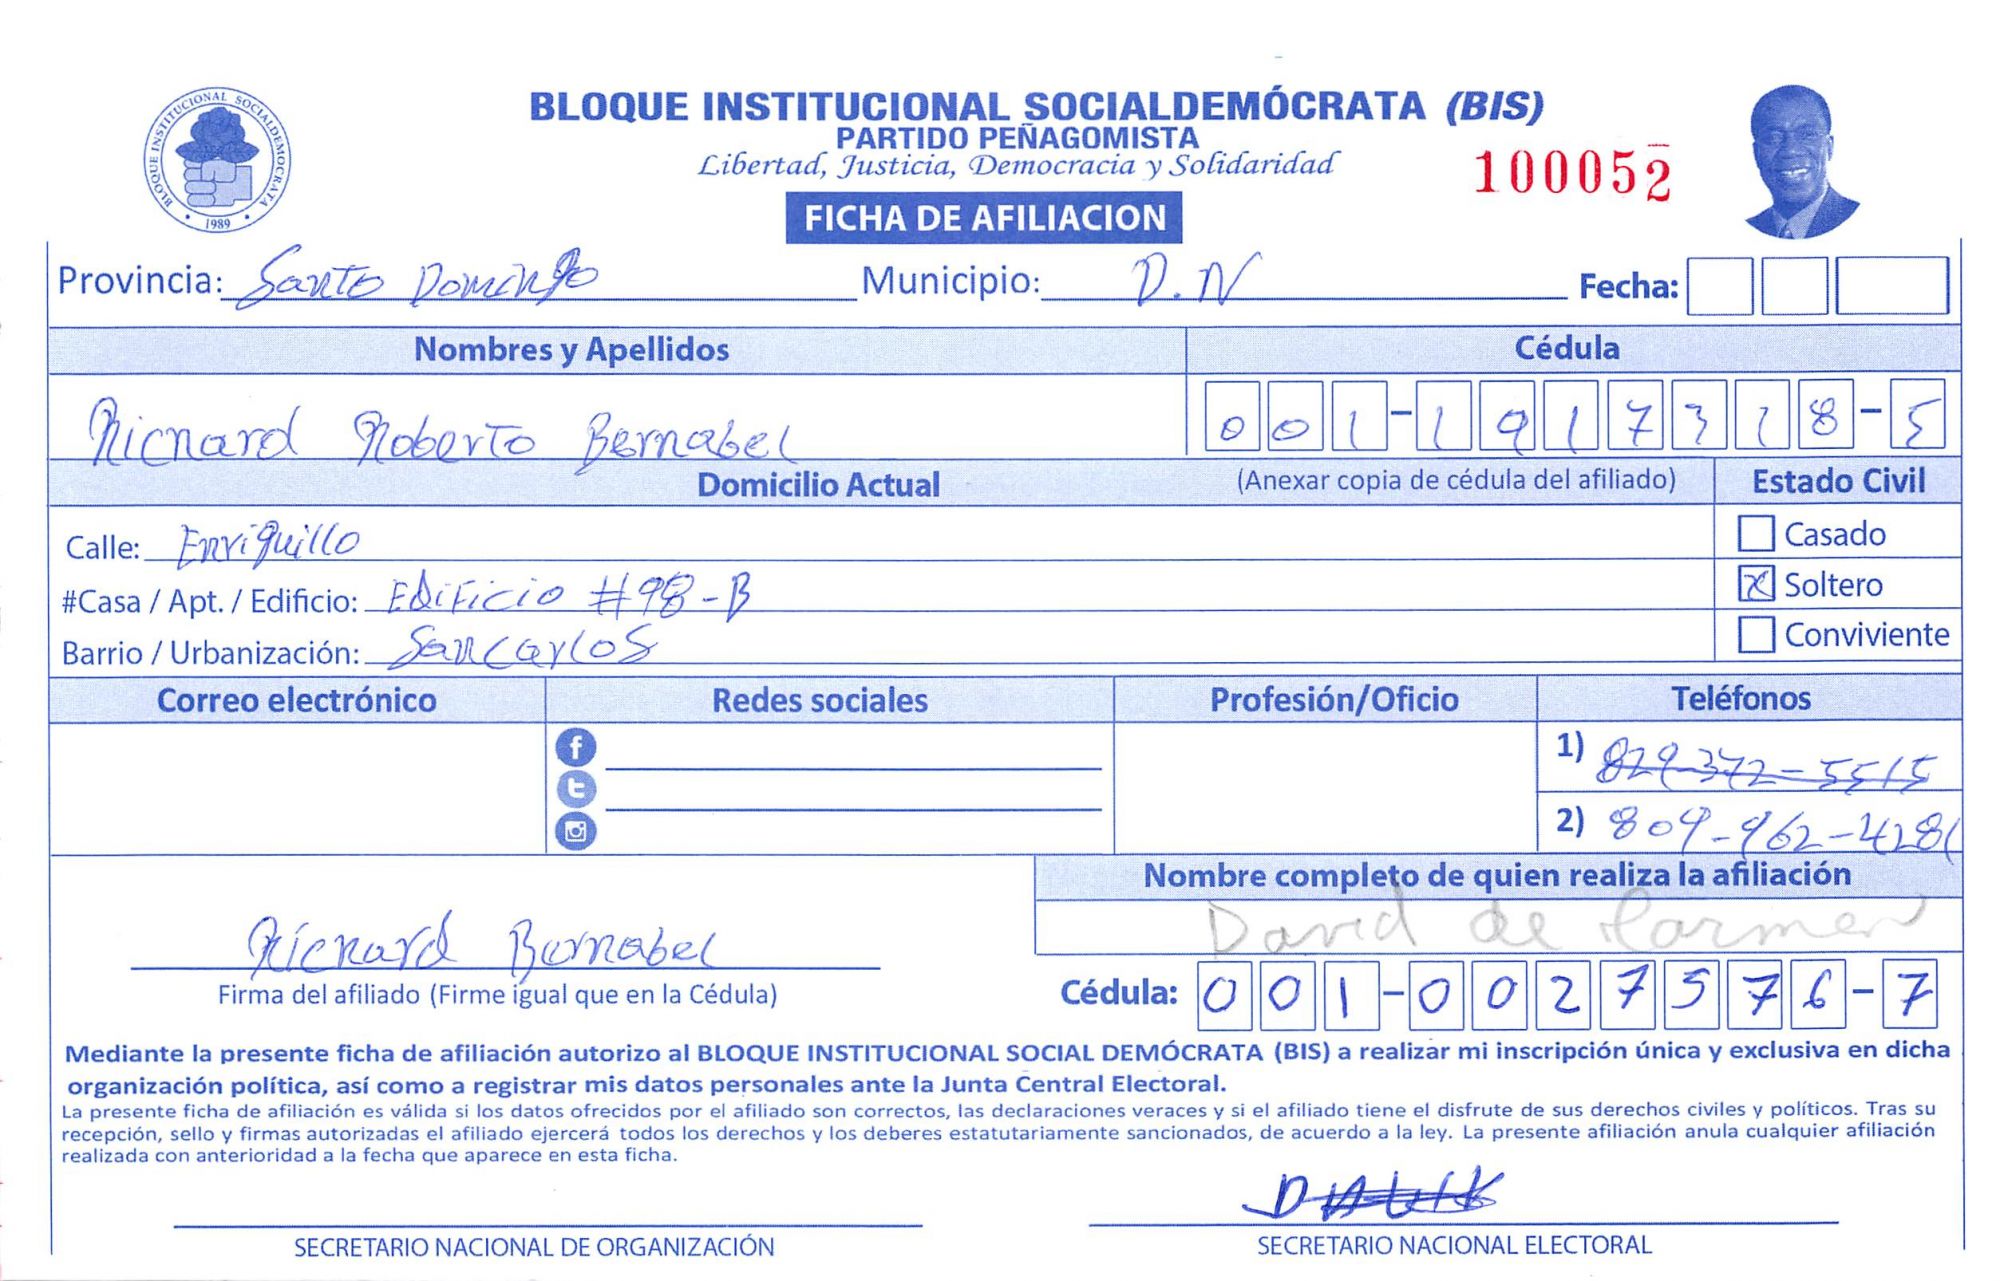 BLOQUE INSTITUCIONAL SOCIALDEMÓCRATA
1989
BLOQUE INSTITUCIONAL SOCIALDEMÓCRATA (BIS)
PARTIDO PEÑAGOMISTA
Libertad, Justicia, Democracia y Solidaridad
100052
FICHA DE AFILIACION
Provincia: Santo Domingo Municipio: D.N Fecha:
Nombres y Apellidos Cédula
Richard Roberto Bernabel 001-1917318-5
Domicilio Actual (Anexar copia de cédula del afiliado) Estado Civil
Calle: Enriquillo Casado
#Casa / Apt. / Edificio: Edificio #98-B X Soltero
Barrio / Urbanización: San Carlos Conviviente
Correo electrónico Redes sociales Profesión/Oficio Teléfonos
1) 829-372-5515
2) 809-962-4281
Nombre completo de quien realiza la afiliación
David de Carmen
Richard Bernabel
Firma del afiliado (Firme igual que en la Cédula) Cédula: 001-0027576-7
Mediante la presente ficha de afiliación autorizo al BLOQUE INSTITUCIONAL SOCIAL DEMÓCRATA (BIS) a realizar mi inscripción única y exclusiva en dicha
organización política, así como a registrar mis datos personales ante la Junta Central Electoral.
La presente ficha de afiliación es válida si los datos ofrecidos por el afiliado son correctos, las declaraciones veraces y si el afiliado tiene el disfrute de sus derechos civiles y políticos. Tras su
recepción, sello y firmas autorizadas el afiliado ejercerá todos los derechos y los deberes estatutariamente sancionados, de acuerdo a la ley. La presente afiliación anula cualquier afiliación
realizada con anterioridad a la fecha que aparece en esta ficha.
SECRETARIO NACIONAL DE ORGANIZACIÓN SECRETARIO NACIONAL ELECTORAL